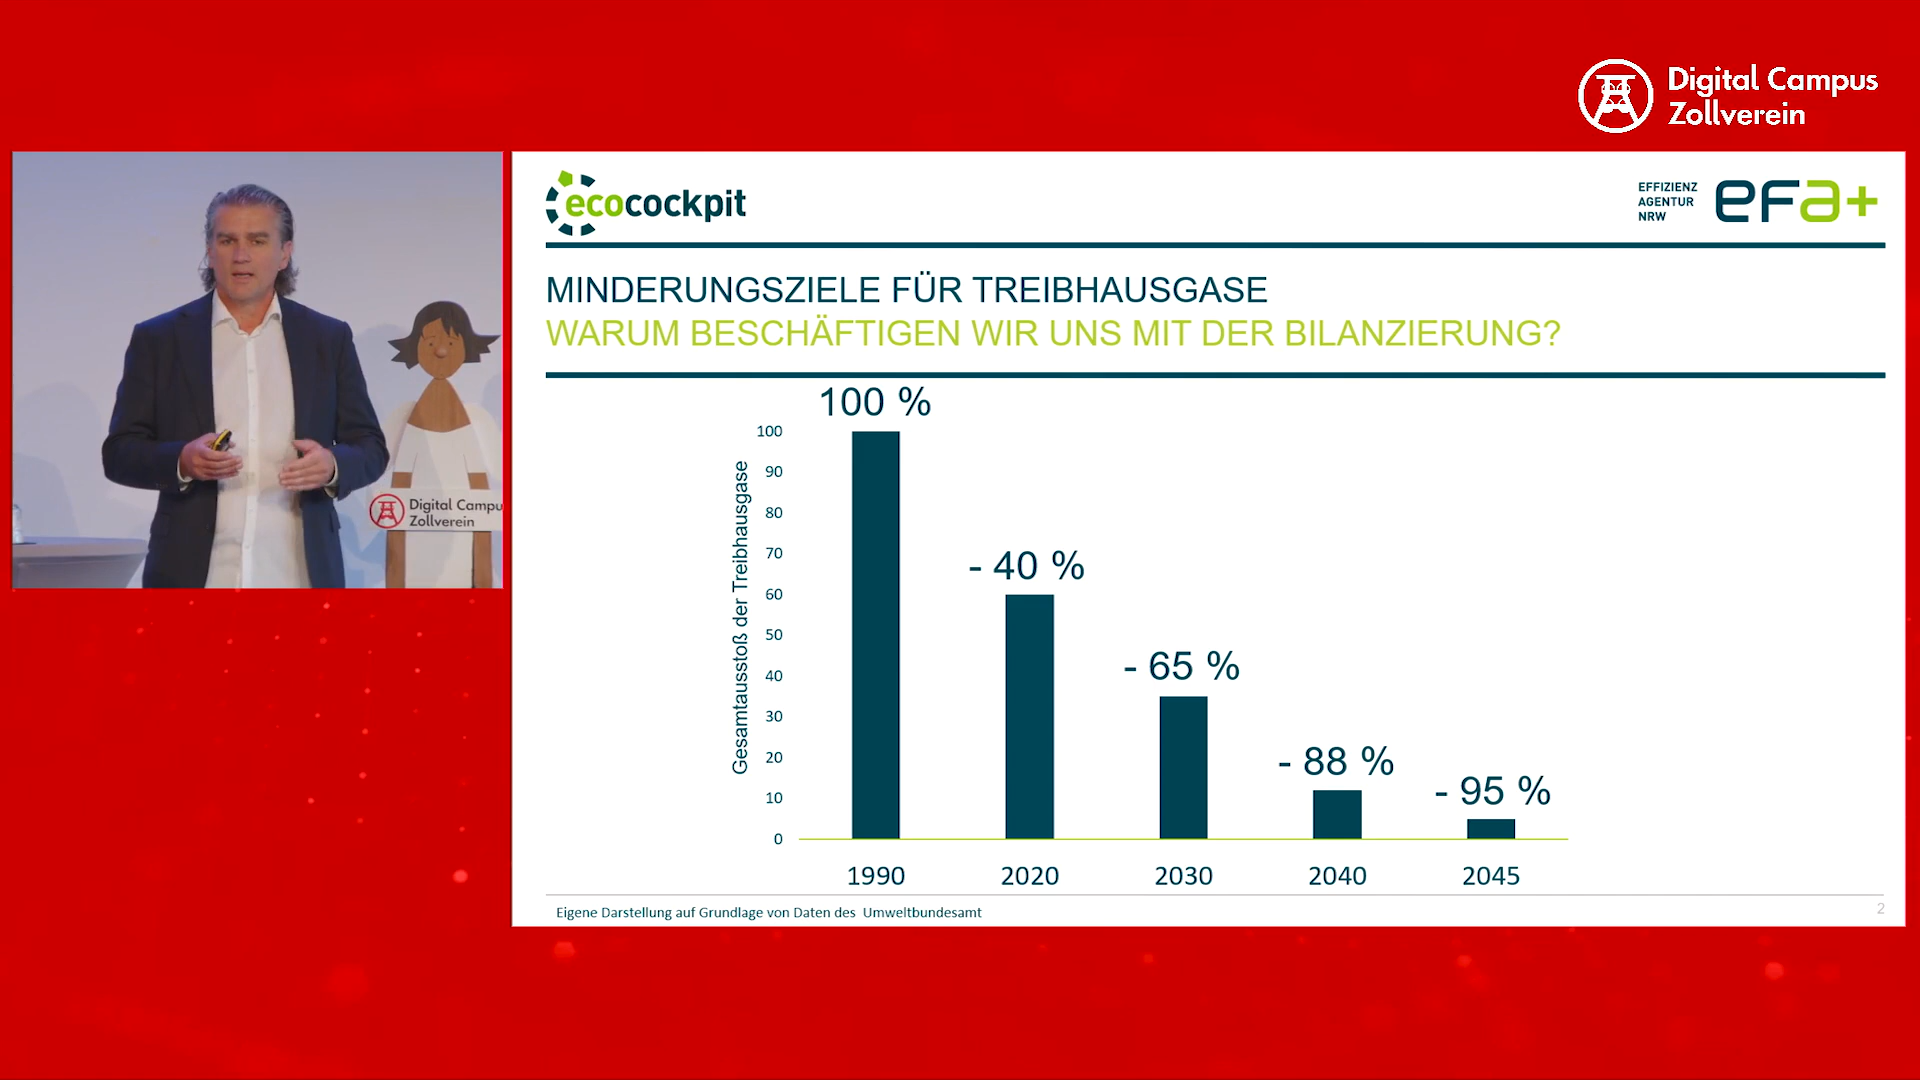 Digital Campus
Zollverein
Digital Campu
Zollverein
ecocockpit
EFFIZIENZ
AGENTUR
NRW
efa+
MINDERUNGSZIELE FÜR TREIBHAUSGASE
WARUM BESCHÄFTIGEN WIR UNS MIT DER BILANZIERUNG?
Gesamtausstoß der Treibhausgase
100
90
80
70
60
50
40
30
20
10
0
100 %
- 40 %
- 65 %
- 88 %
- 95 %
1990
2020
2030
2040
2045
Eigene Darstellung auf Grundlage von Daten des Umweltbundesamt
2